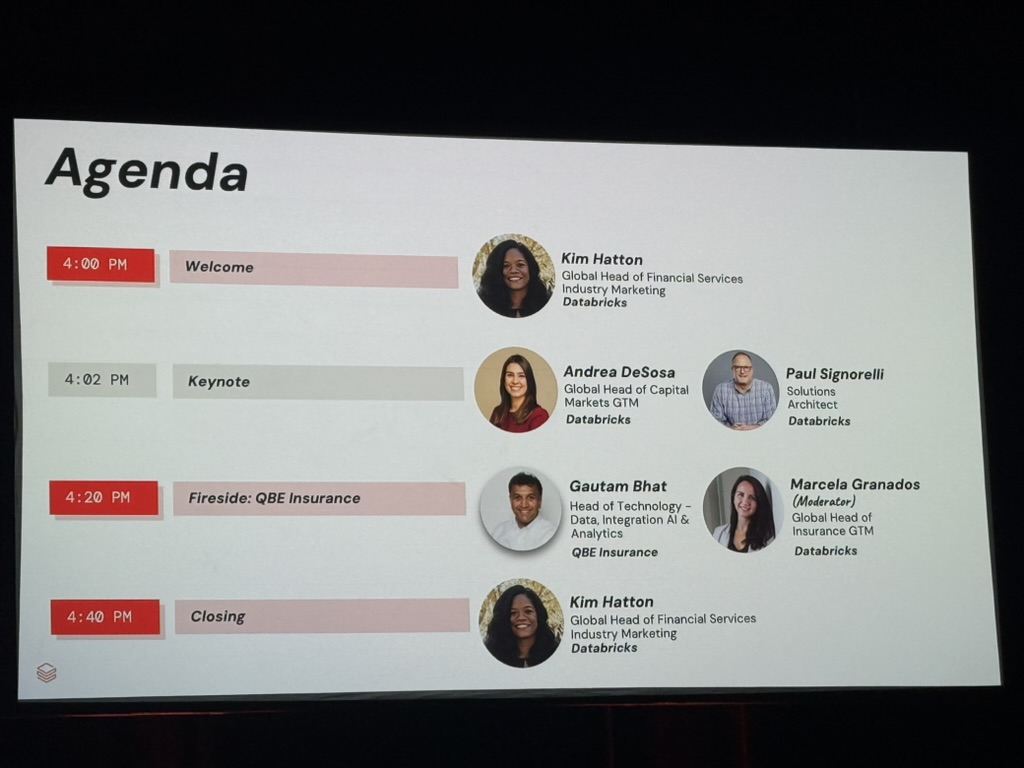 Agenda
4:00 PM
Welcome
Kim Hatton
Global Head of Financial Services
Industry Marketing
Databricks
4:02 PM
Keynote
Andrea DeSosa
Global Head of Capital
Markets GTM
Databricks
Paul Signorelli
Solutions
Architect
Databricks
4:20 PM
Fireside: QBE Insurance
Gautam Bhat
Head of Technology -
Data, Integration AI &
Analytics
QBE Insurance
Marcela Granados
(Moderator)
Global Head of
Insurance GTM
Databricks
4:40 PM
Closing
Kim Hatton
Global Head of Financial Services
Industry Marketing
Databricks